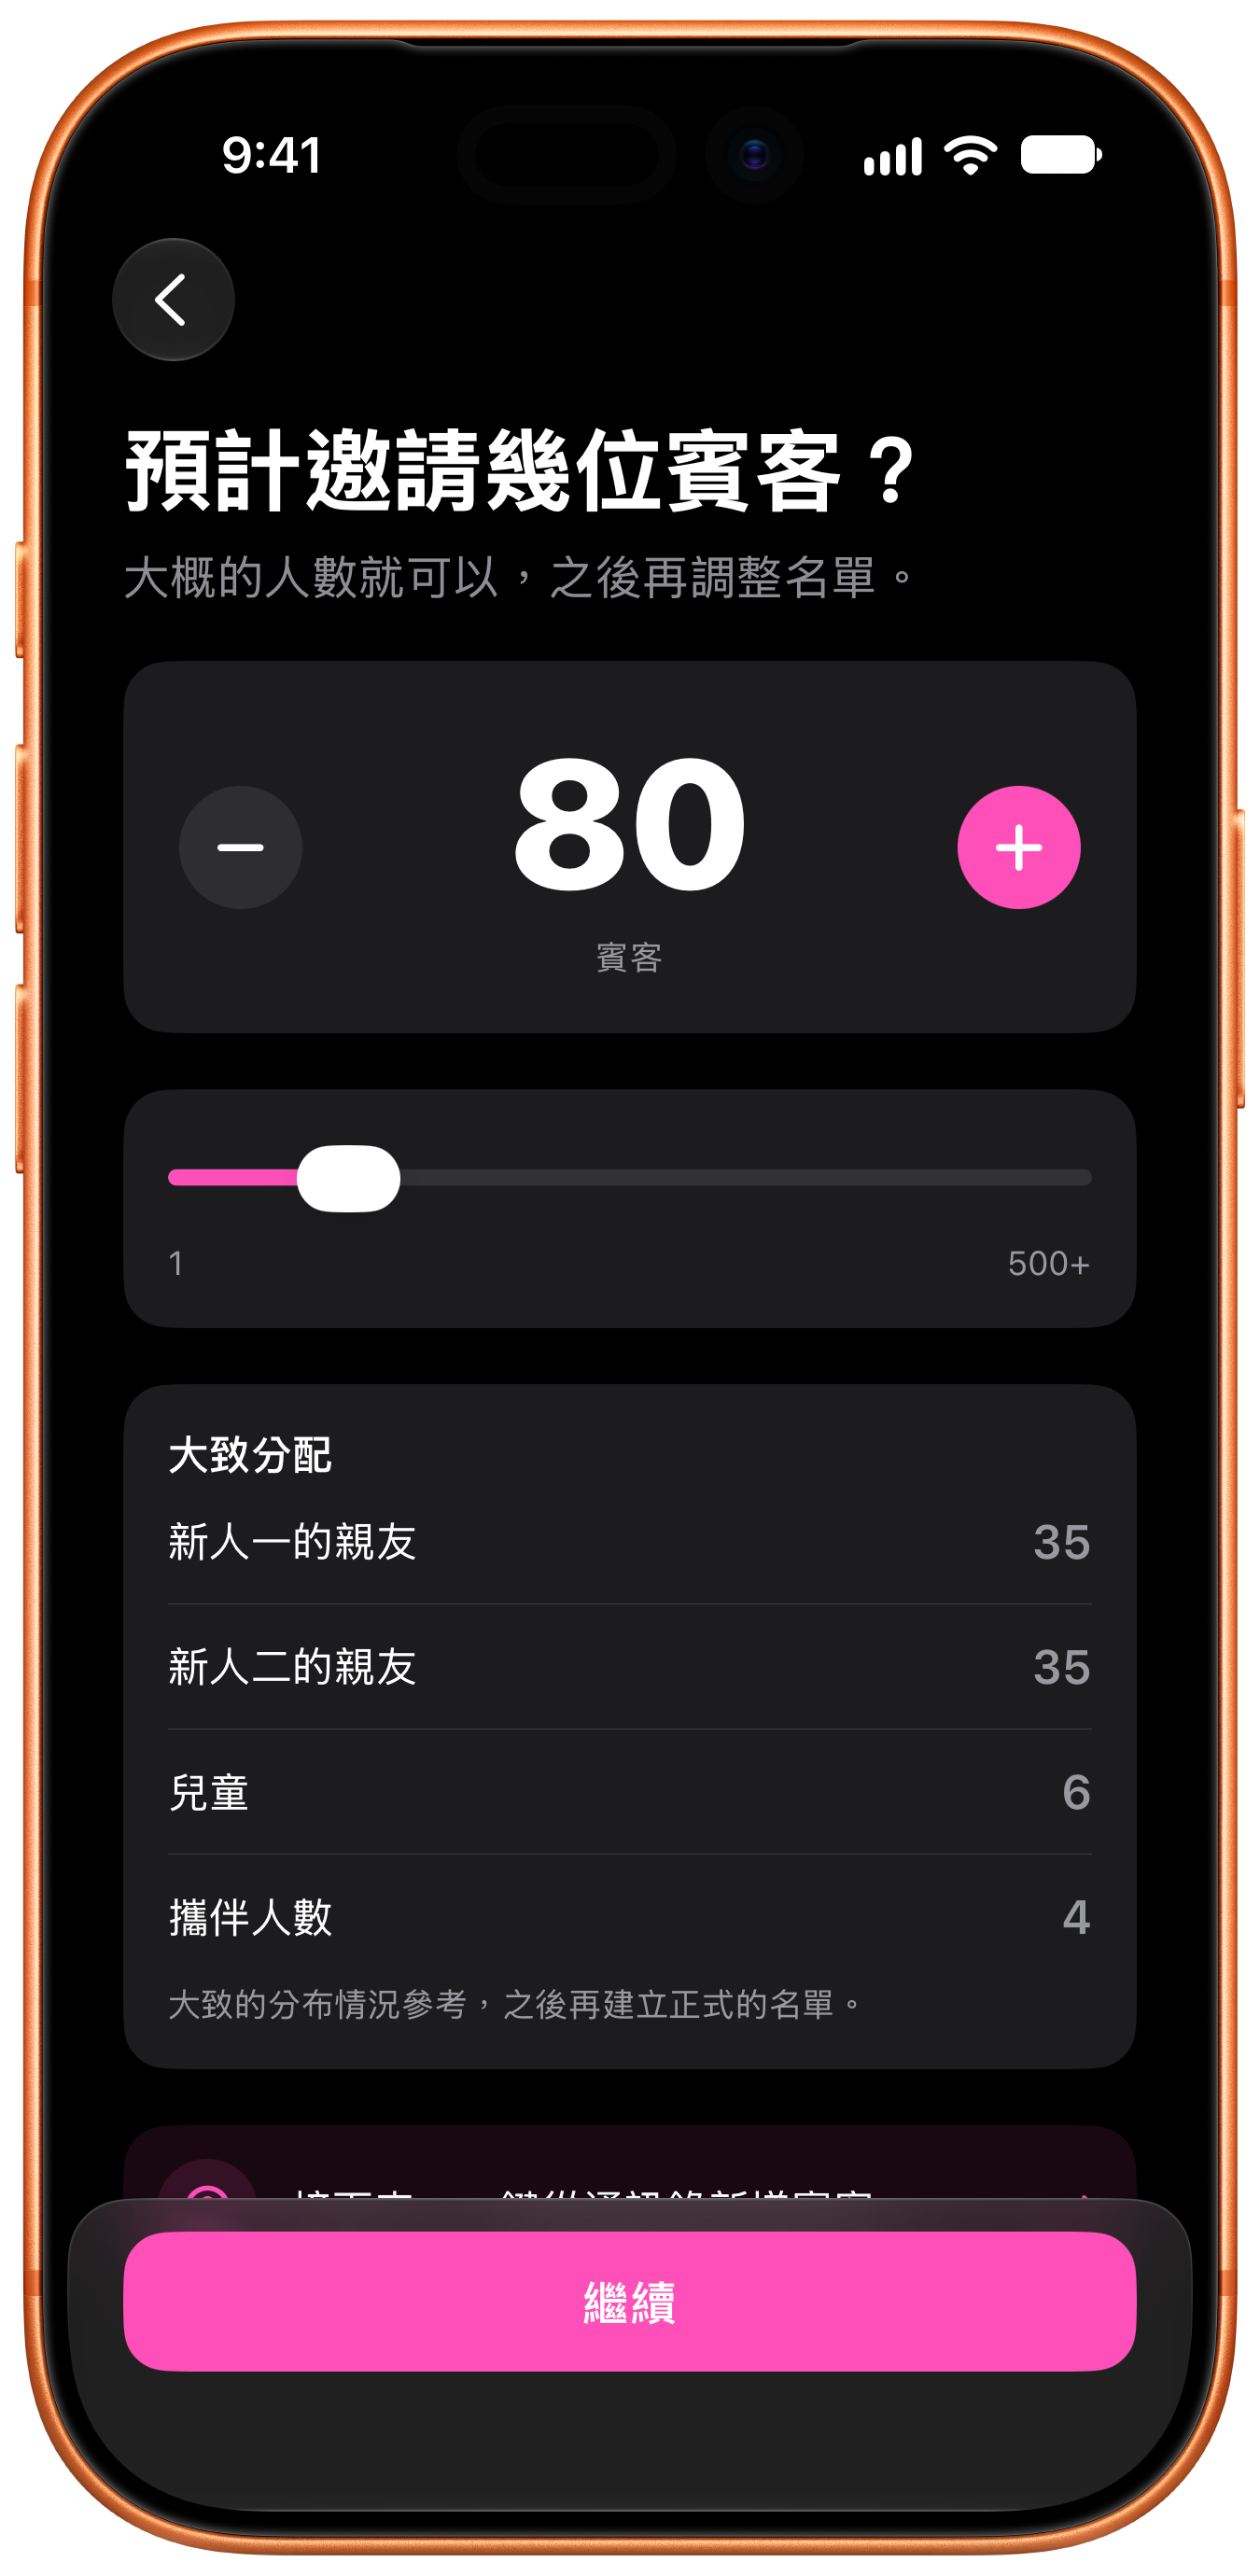 9:41
預計邀請幾位賓客？
大概的人數就可以，之後再調整名單。
80
賓客
1
500+
大致分配
新人一的親友
35
新人二的親友
35
兒童
6
攜伴人數
4
大致的分布情況參考，之後再建立正式的名單。
繼續